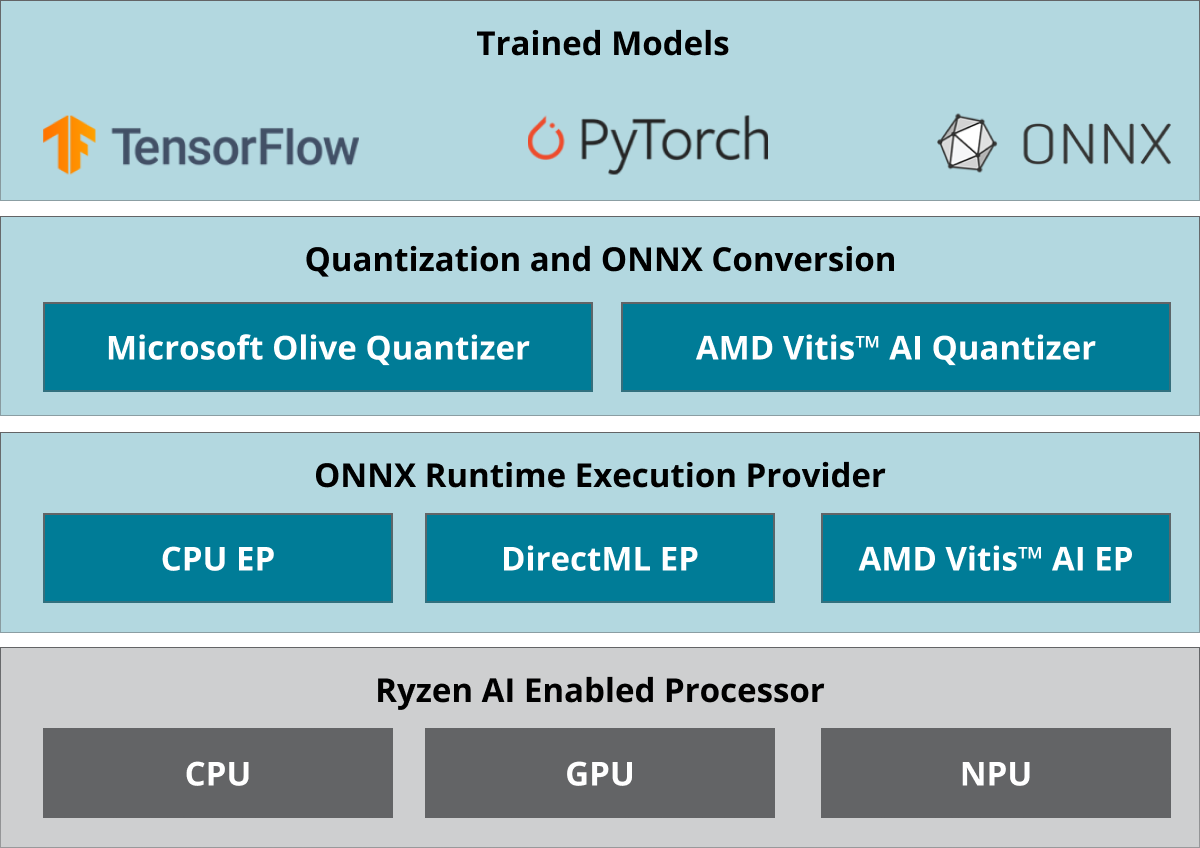 Trained Models
TensorFlow
PyTorch
ONNX
Quantization and ONNX Conversion
Microsoft Olive Quantizer
AMD Vitis™ AI Quantizer
ONNX Runtime Execution Provider
CPU EP
DirectML EP
AMD Vitis™ AI EP
Ryzen AI Enabled Processor
CPU
GPU
NPU